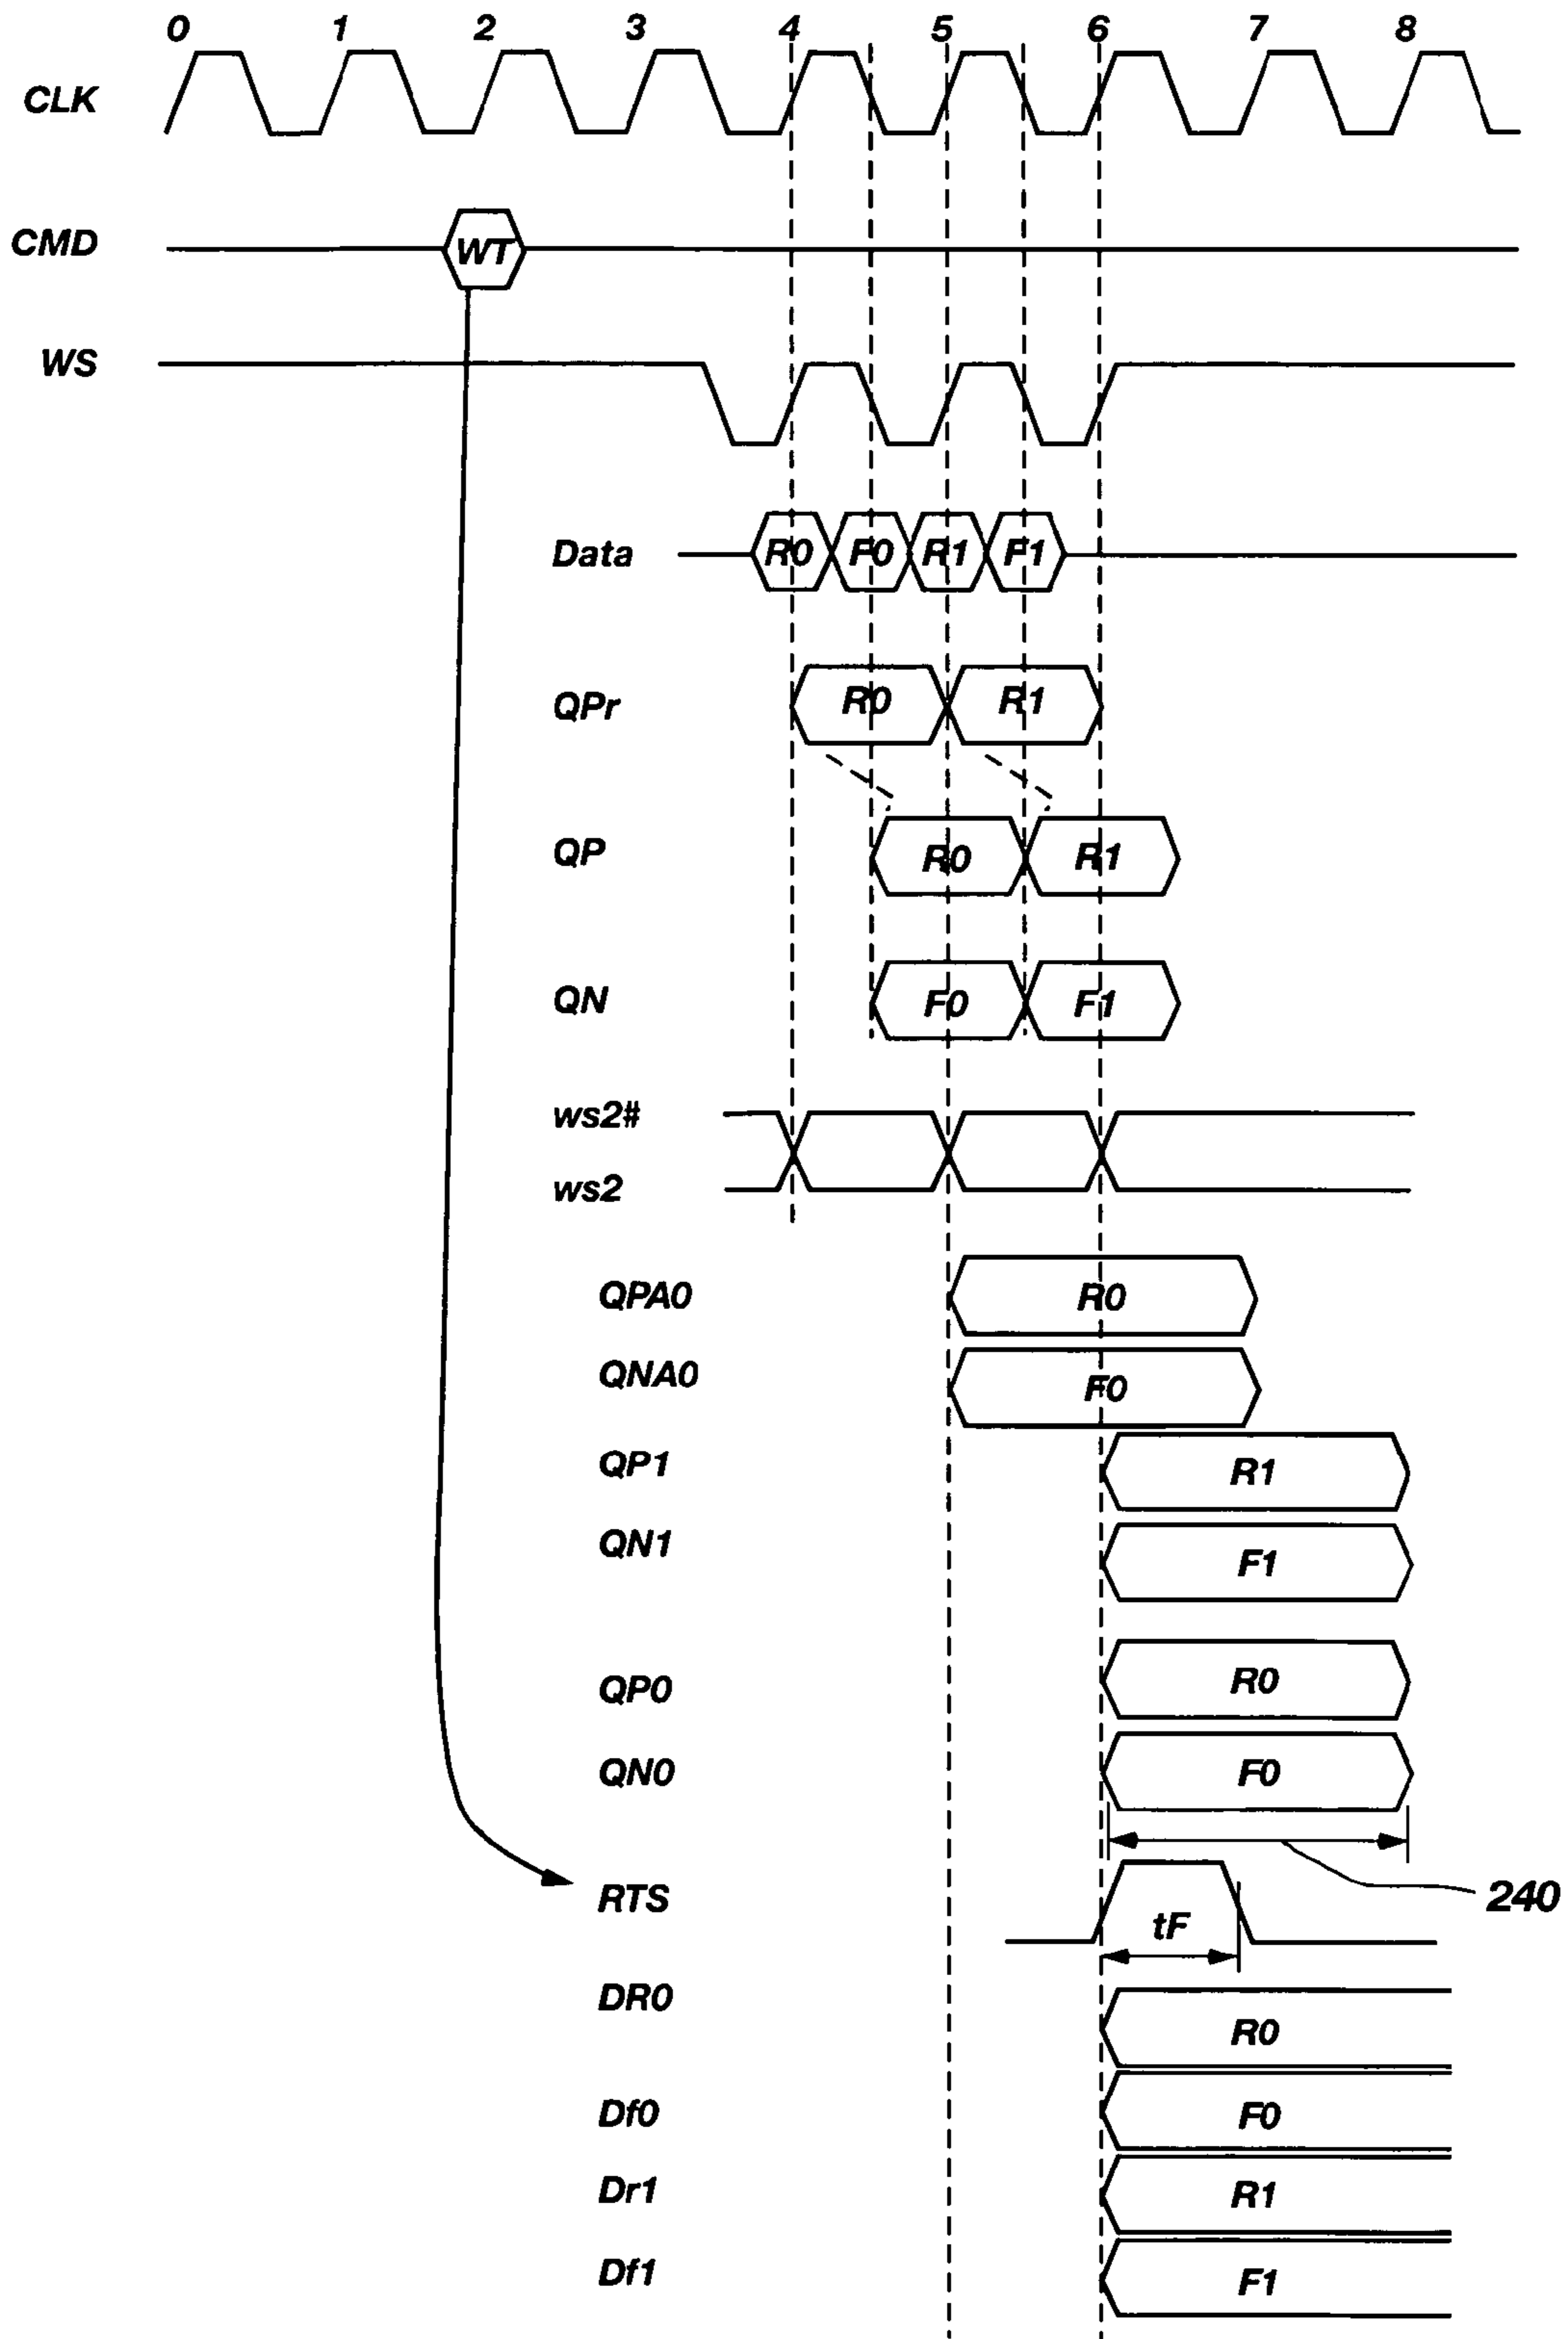 0 1 2 3 4 5 6 7 8
CLK
CMD WT
WS
Data R0 F0 R1 F1
QPr R0 R1
QP R0 R1
QN F0 F1
ws2#
ws2
QPA0 R0
QNA0 F0
QP1 R1
QN1 F1
QP0 R0
QN0 F0
RTS tF 240
DR0 R0
Df0 F0
Dr1 R1
Df1 F1